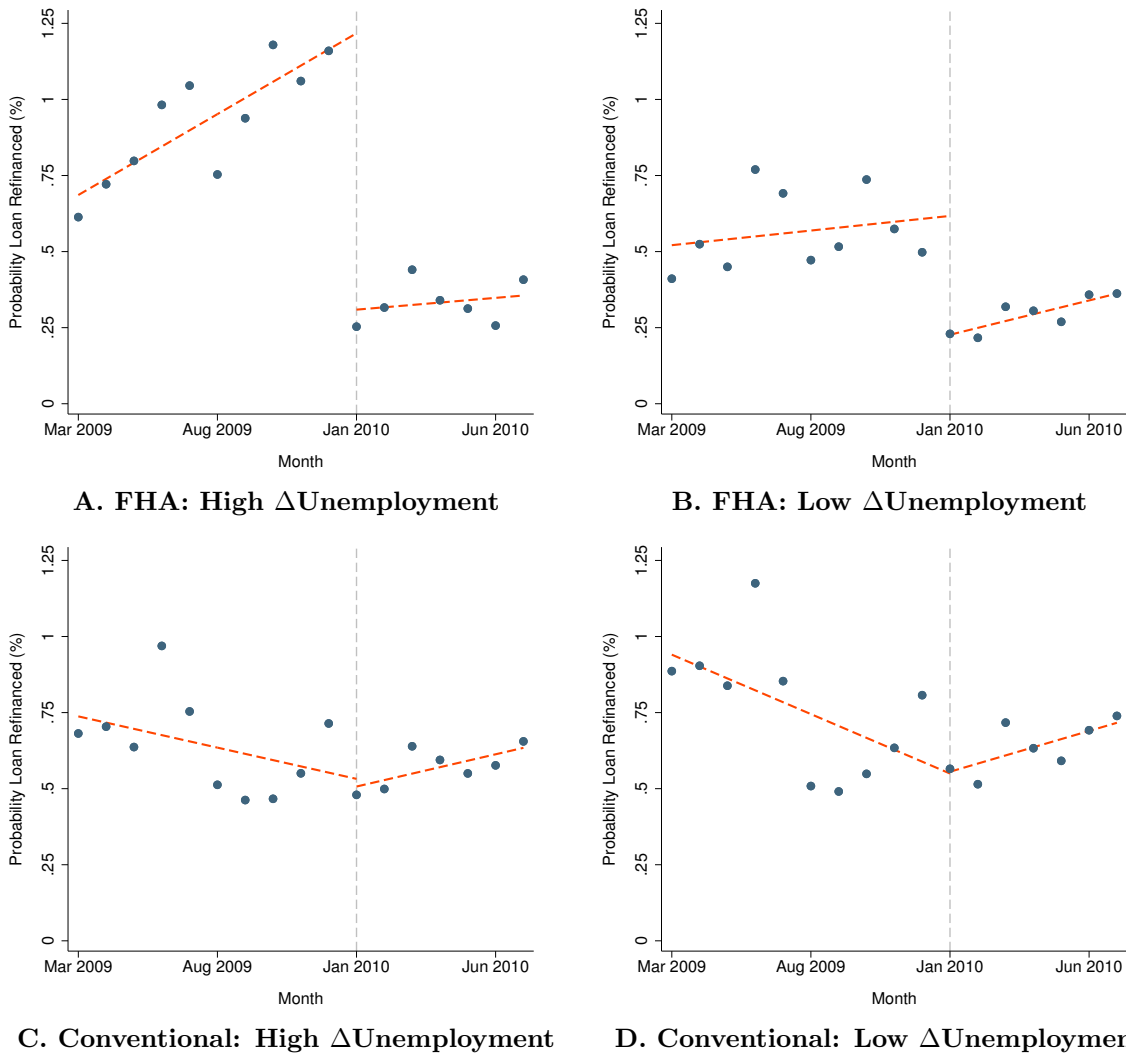 1.25
1
.75
.5
.25
0
Probability Loan Refinanced (%)
Mar 2009 Aug 2009 Jan 2010 Jun 2010
Month
A. FHA: High ΔUnemployment
1.25
1
.75
.5
.25
0
Probability Loan Refinanced (%)
Mar 2009 Aug 2009 Jan 2010 Jun 2010
Month
B. FHA: Low ΔUnemployment
1.25
1
.75
.5
.25
0
Probability Loan Refinanced (%)
Mar 2009 Aug 2009 Jan 2010 Jun 2010
Month
C. Conventional: High ΔUnemployment
1.25
1
.75
.5
.25
0
Probability Loan Refinanced (%)
Mar 2009 Aug 2009 Jan 2010 Jun 2010
Month
D. Conventional: Low ΔUnemploymen